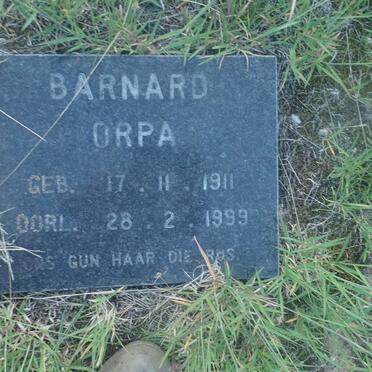 BARNARD
ORPA
GEB. 17 . 11 . 1911
OORL. 28 . 2 . 1999
ONS GUN HAAR DIE RUS.